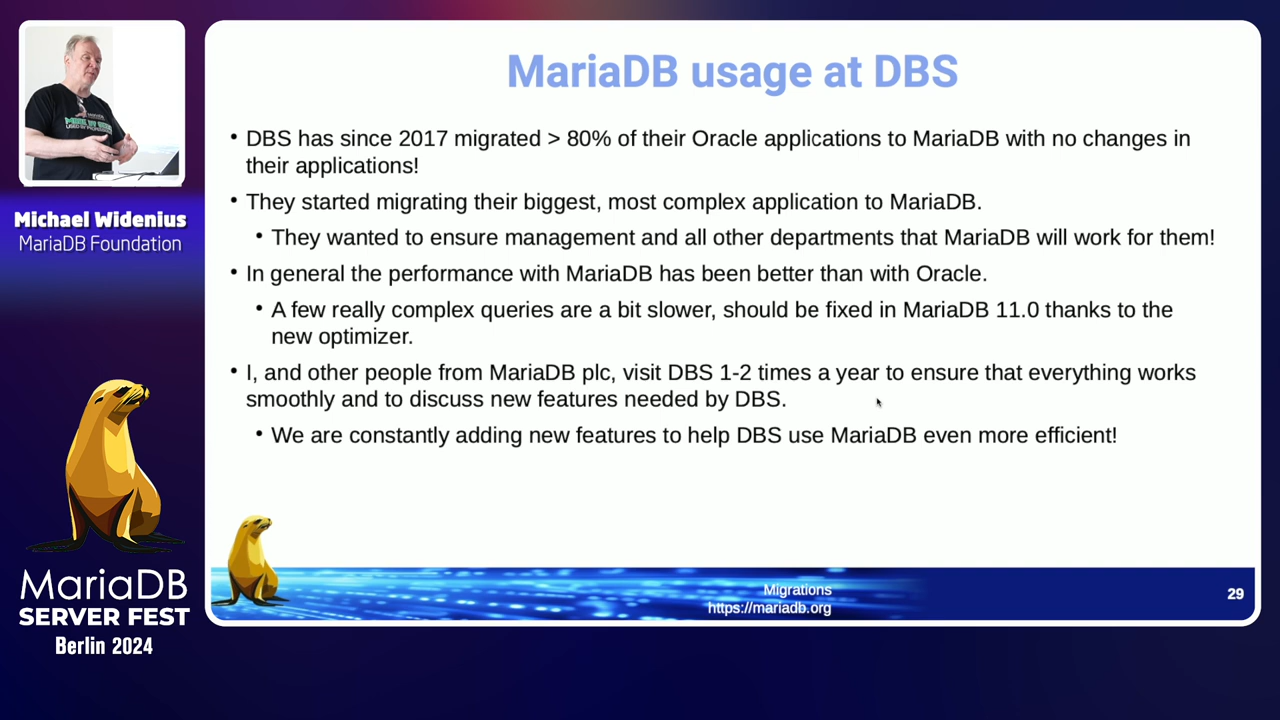 MariaDB usage at DBS
• DBS has since 2017 migrated > 80% of their Oracle applications to MariaDB with no changes in
their applications!
• They started migrating their biggest, most complex application to MariaDB.
• They wanted to ensure management and all other departments that MariaDB will work for them!
• In general the performance with MariaDB has been better than with Oracle.
• A few really complex queries are a bit slower, should be fixed in MariaDB 11.0 thanks to the
new optimizer.
• I, and other people from MariaDB plc, visit DBS 1-2 times a year to ensure that everything works
smoothly and to discuss new features needed by DBS.
• We are constantly adding new features to help DBS use MariaDB even more efficient!
Migrations
https://mariadb.org
29
Michael Widenius
MariaDB Foundation
MariaDB
SERVER FEST
Berlin 2024